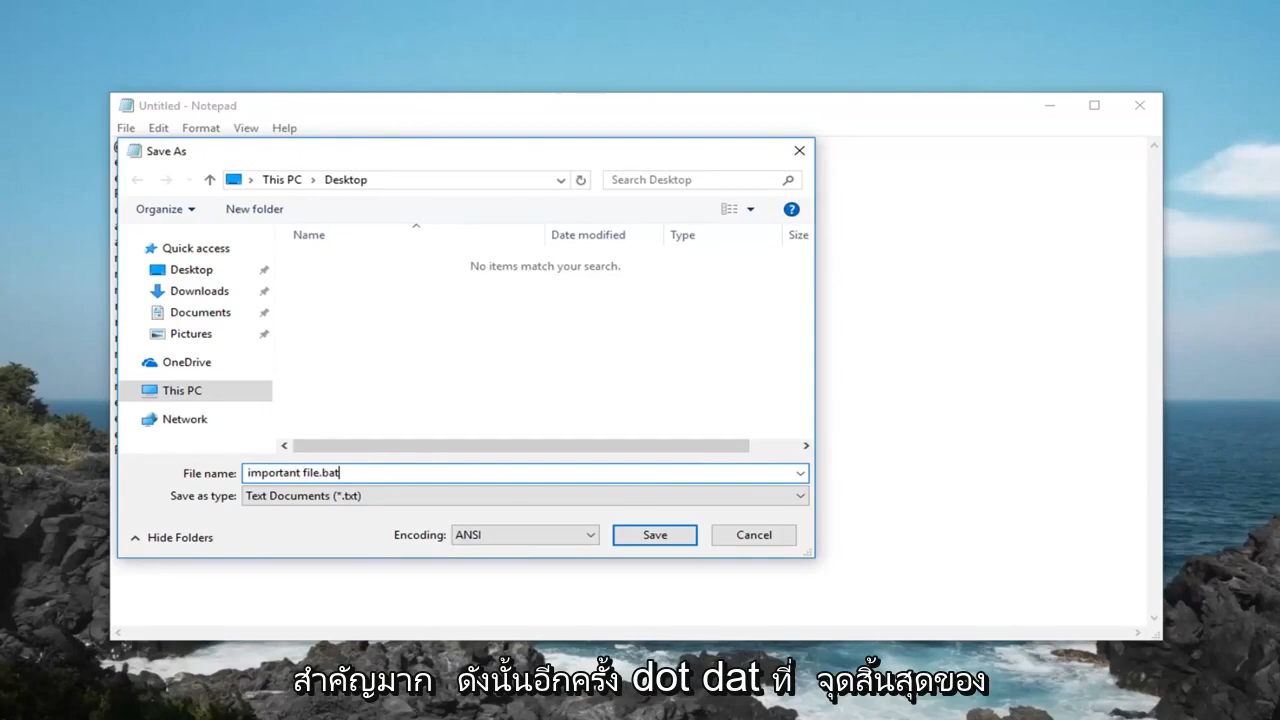 Untitled - Notepad
File Edit Format View Help
Save As
This PC › Desktop
Search Desktop
Organize New folder
Name Date modified Type Size
No items match your search.
Quick access
Desktop
Downloads
Documents
Pictures
OneDrive
This PC
Network
File name: important file.bat
Save as type: Text Documents (*.txt)
Hide Folders Encoding: ANSI Save Cancel
สำคัญมาก ดังนั้นอีกครั้ง dot dat ที่ จุดสิ้นสุดของ